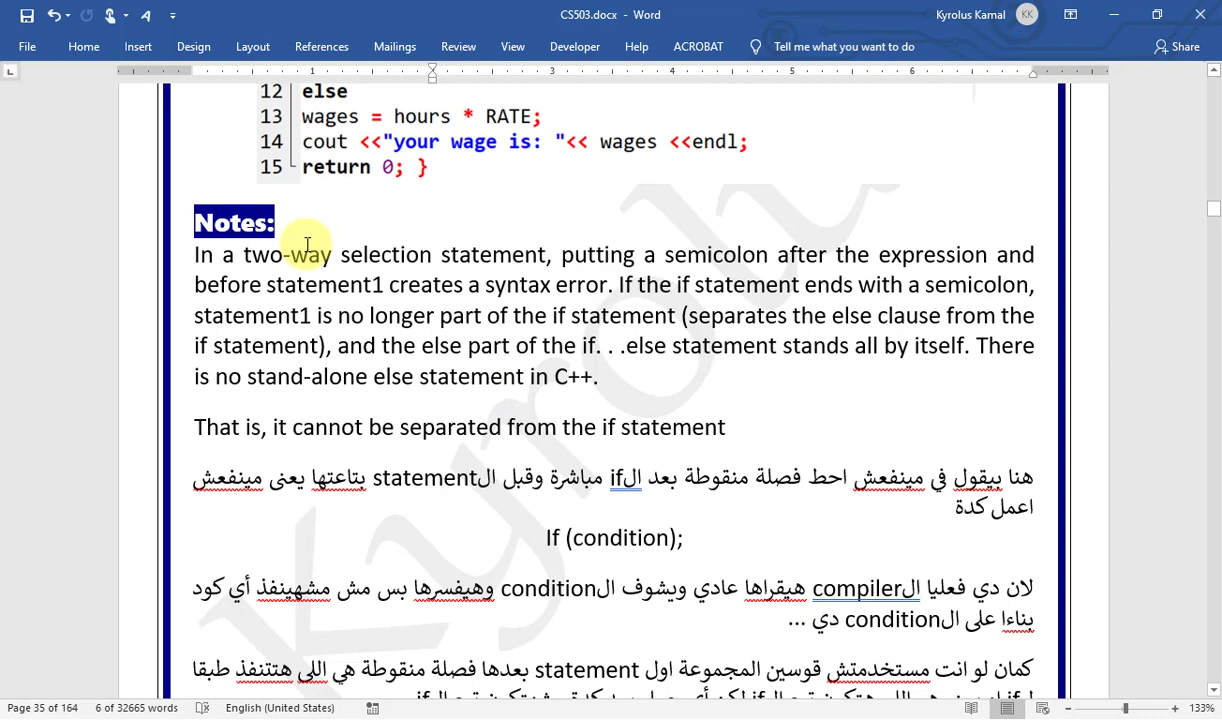 CS503.docx - Word
Kyrolus Kamal KK
File Home Insert Design Layout References Mailings Review View Developer Help ACROBAT Tell me what you want to do Share
1 3 4 5 6
12 else
13 wages = hours * RATE;
14 cout <<"your wage is: "<< wages <<endl;
15 return 0; }
Notes:
In a two-way selection statement, putting a semicolon after the expression and
before statement1 creates a syntax error. If the if statement ends with a semicolon,
statement1 is no longer part of the if statement (separates the else clause from the
if statement), and the else part of the if. . .else statement stands all by itself. There
is no stand-alone else statement in C++.
That is, it cannot be separated from the if statement
هنا بيقول في مينفعش احط فصلة منقوطة بعد الif مباشرة وقبل الstatement بتاعتها يعنى مينفعش
اعمل كدة
If (condition);
لان دي فعليا الcompiler هيقراها عادي ويشوف الcondition وهيفسرها بس مش مشهينفذ أي كود
بناءا على الcondition دي ...
كمان لو انت مستخدمتش قوسين المجموعة اول statement بعدها فصلة منقوطة هي اللى هتتنفذ طبقا
Kyrolus
Page 35 of 164 6 of 32665 words English (United States) 133%